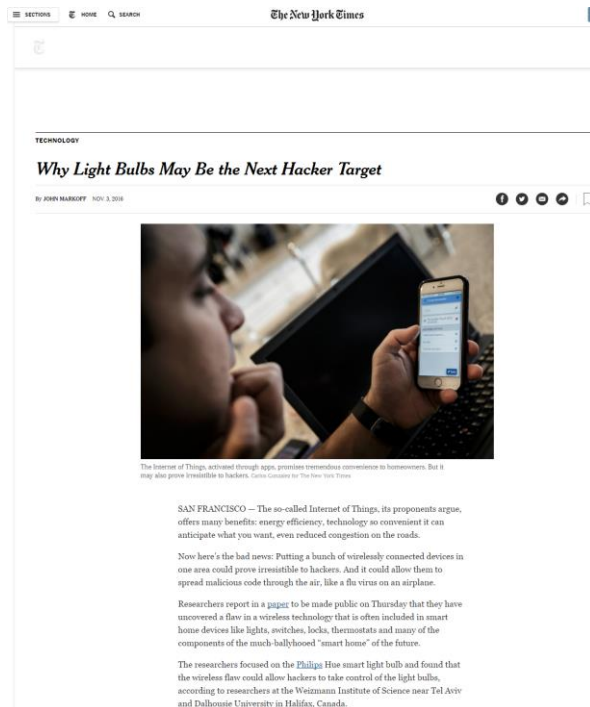 SECTIONS
HOME
SEARCH
The New York Times
TECHNOLOGY
Why Light Bulbs May Be the Next Hacker Target
By JOHN MARKOFF NOV. 3, 2016
The Internet of Things, activated through apps, promises tremendous convenience to homeowners. But it
may also prove irresistible to hackers. Carlos Gonzalez for The New York Times
SAN FRANCISCO — The so-called Internet of Things, its proponents argue,
offers many benefits: energy efficiency, technology so convenient it can
anticipate what you want, even reduced congestion on the roads.
Now here's the bad news: Putting a bunch of wirelessly connected devices in
one area could prove irresistible to hackers. And it could allow them to
spread malicious code through the air, like a flu virus on an airplane.
Researchers report in a paper to be made public on Thursday that they have
uncovered a flaw in a wireless technology that is often included in smart
home devices like lights, switches, locks, thermostats and many of the
components of the much-ballyhooed “smart home” of the future.
The researchers focused on the Philips Hue smart light bulb and found that
the wireless flaw could allow hackers to take control of the light bulbs,
according to researchers at the Weizmann Institute of Science near Tel Aviv
and Dalhousie University in Halifax, Canada.